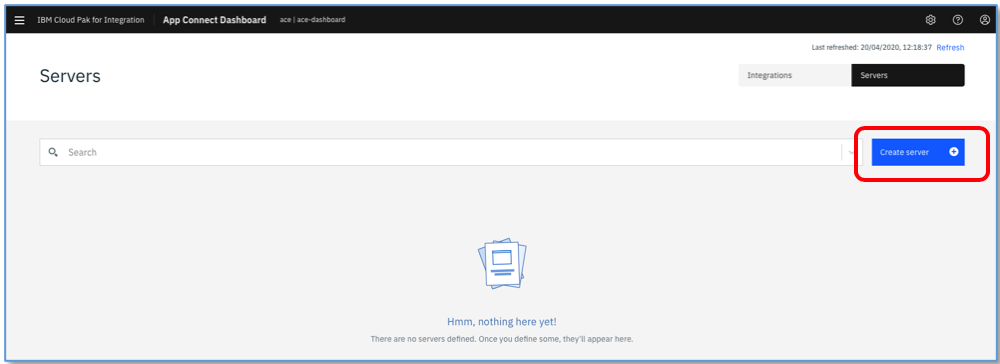 IBM Cloud Pak for Integration App Connect Dashboard ace | ace-dashboard
Last refreshed: 20/04/2020, 12:18:37 Refresh
Servers
Integrations Servers
Search Create server
Hmm, nothing here yet!
There are no servers defined. Once you define some, they'll appear here.